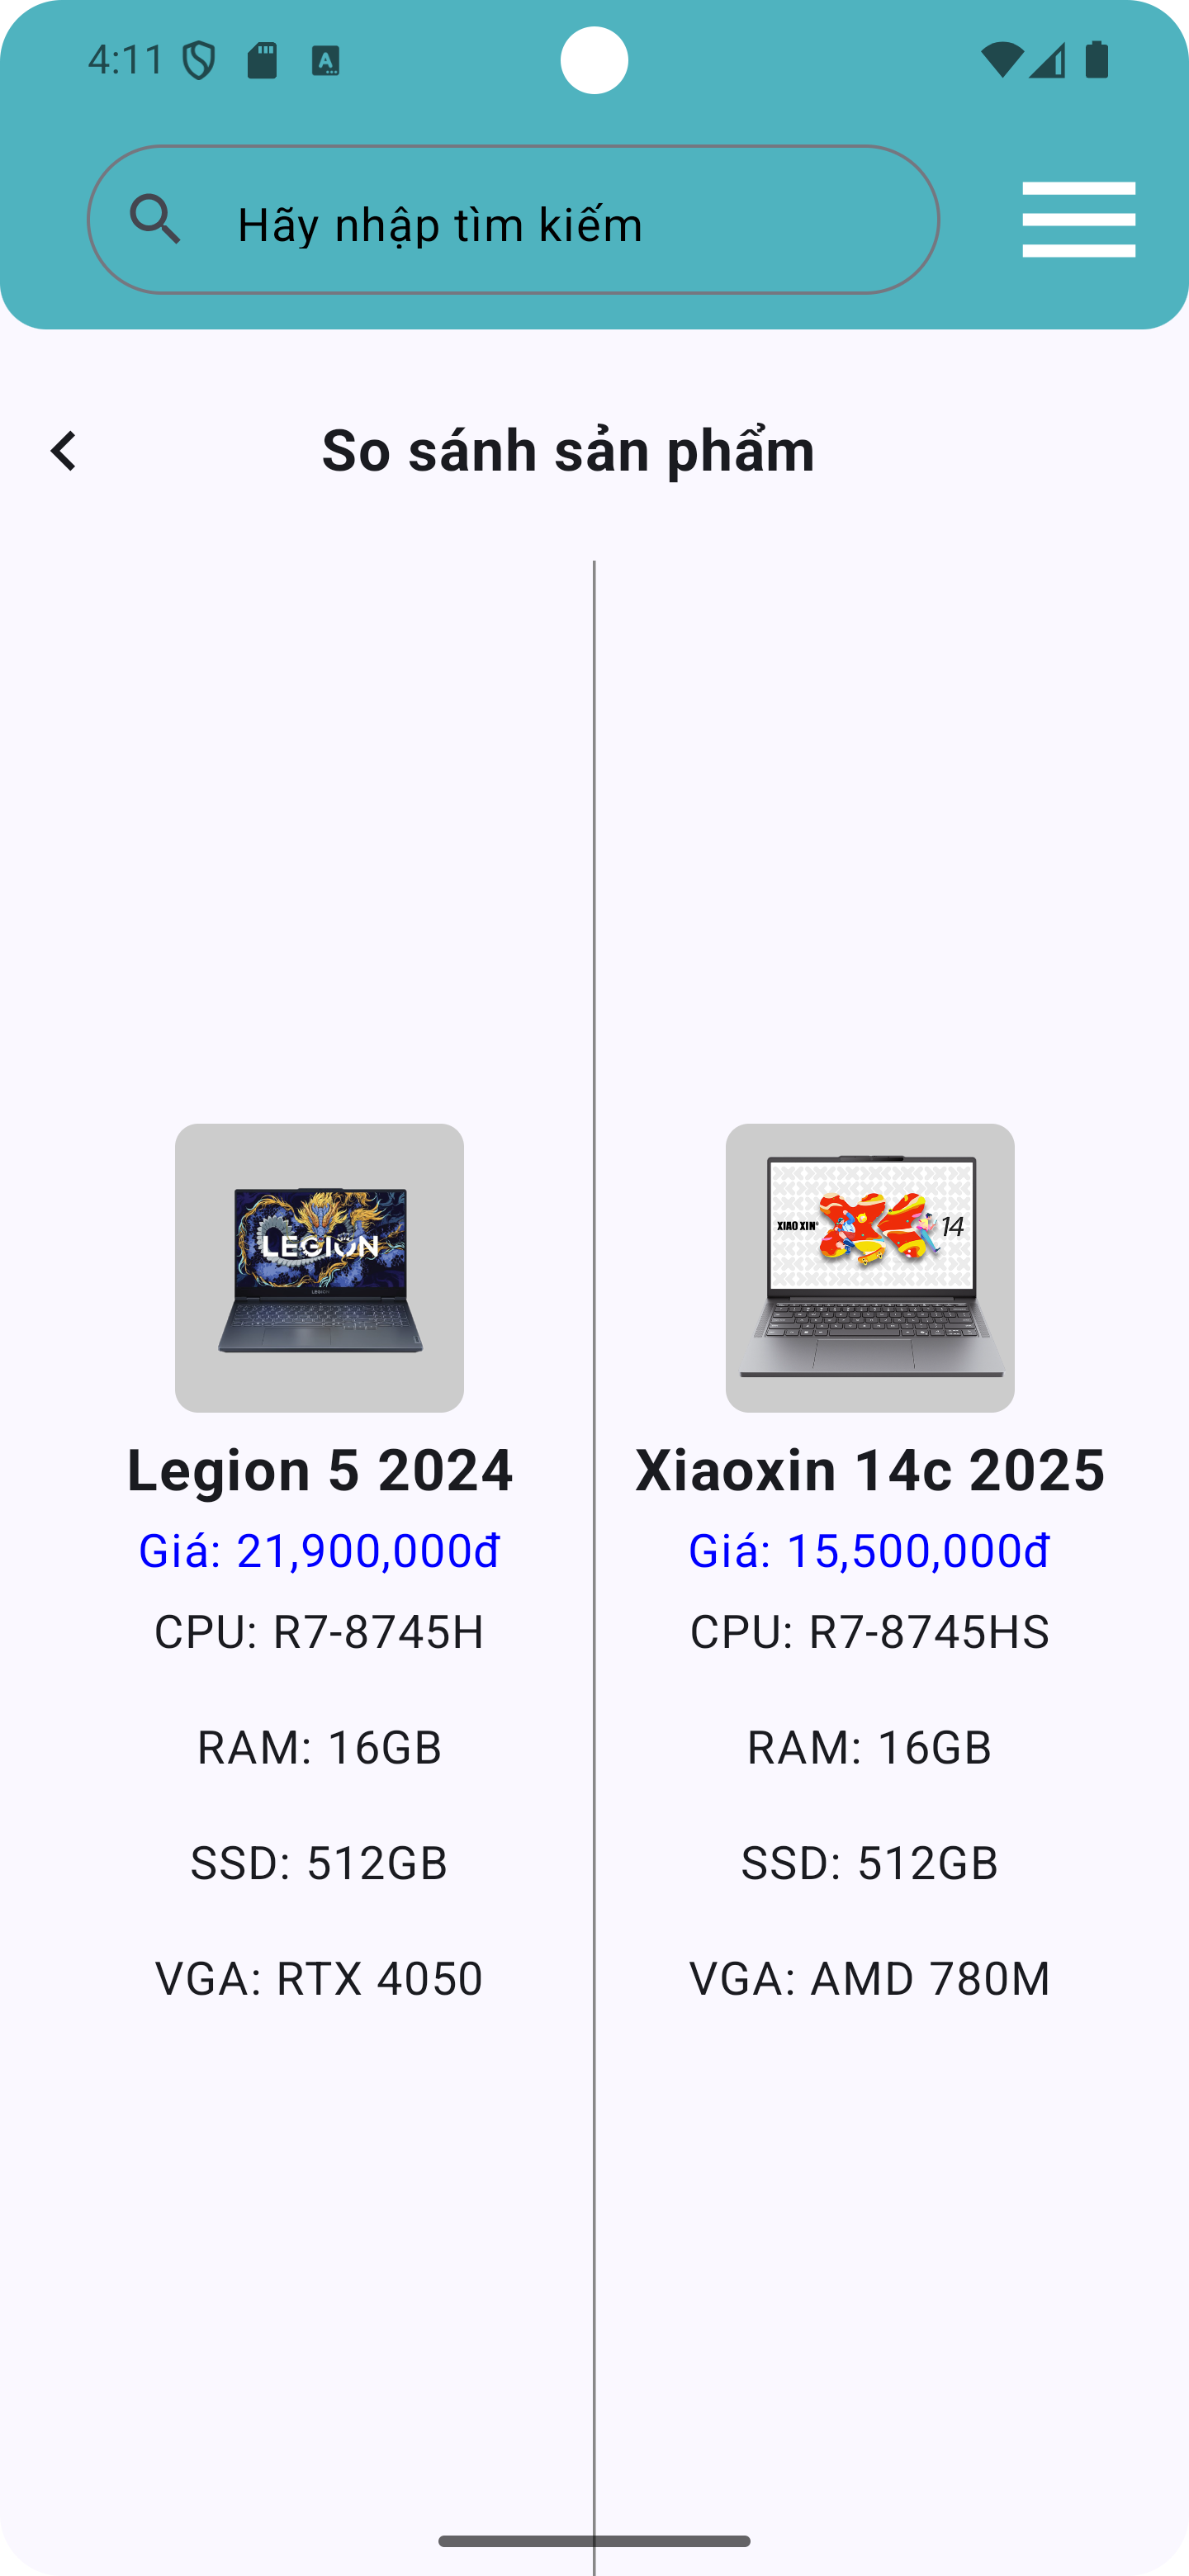 4:11
Hãy nhập tìm kiếm
So sánh sản phẩm
LEGION
Legion 5 2024
Giá: 21,900,000đ
CPU: R7-8745H
RAM: 16GB
SSD: 512GB
VGA: RTX 4050
XIAO XIN
14
Xiaoxin 14c 2025
Giá: 15,500,000đ
CPU: R7-8745HS
RAM: 16GB
SSD: 512GB
VGA: AMD 780M